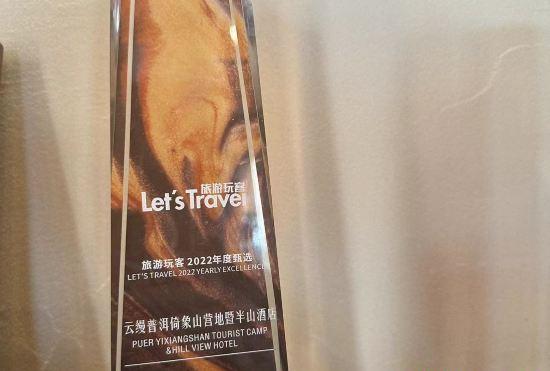 旅游玩客
Let's Travel
旅游玩客 2022年度甄选
LET'S TRAVEL 2022 YEARLY EXCELLENCE
云缦普洱倚象山营地暨半山酒店
PUER YIXIANGSHAN TOURIST CAMP
&HILL VIEW HOTEL